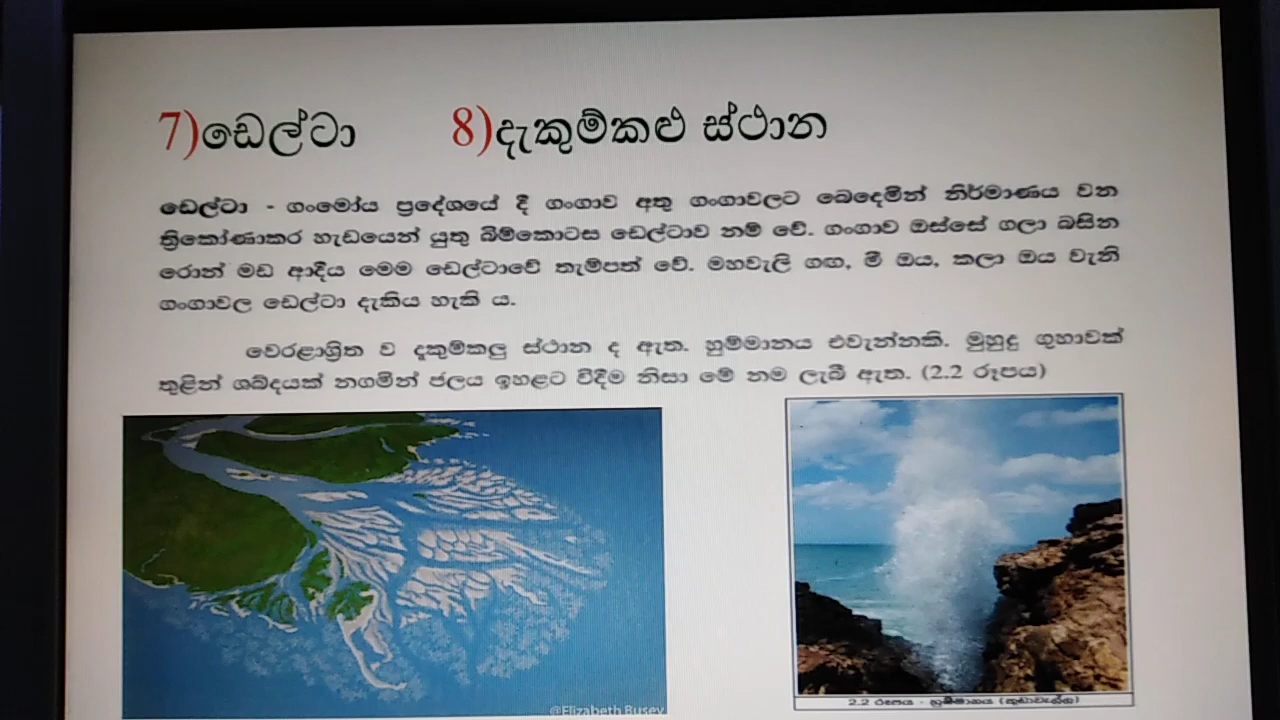 7)ඩෙල්ටා 8)දැකුම්කළු ස්ථාන
ඩෙල්ටා - ගංමෝය ප්‍රදේශයේ දී ගංගාව අතු ගංගාවලට බෙදෙමින් නිර්මාණය වන
ත්‍රිකෝණාකර හැඩයෙන් යුතු බිම්කොටස ඩෙල්ටාව නම් වේ. ගංගාව ඔස්සේ ගලා බසින
රොන් මඩ ආදිය මෙම ඩෙල්ටාවේ තැම්පත් වේ. මහවැලි ගඟ, මී ඔය, කලා ඔය වැනි
ගංගාවල ඩෙල්ටා දැකිය හැකි ය.
වෙරළාශ්‍රිත ව දැකුම්කලු ස්ථාන ද ඇත. හුම්මානය එවැන්නකි. මුහුදු ගුහාවක්
තුළින් ශබ්දයක් නගමින් ජලය ඉහළට විදීම නිසා මේ නම ලැබී ඇත. (2.2 රූපය)
@Elizabeth Busey
2.2 රූපය - හුම්මානය (කුඩාවැල්ල)